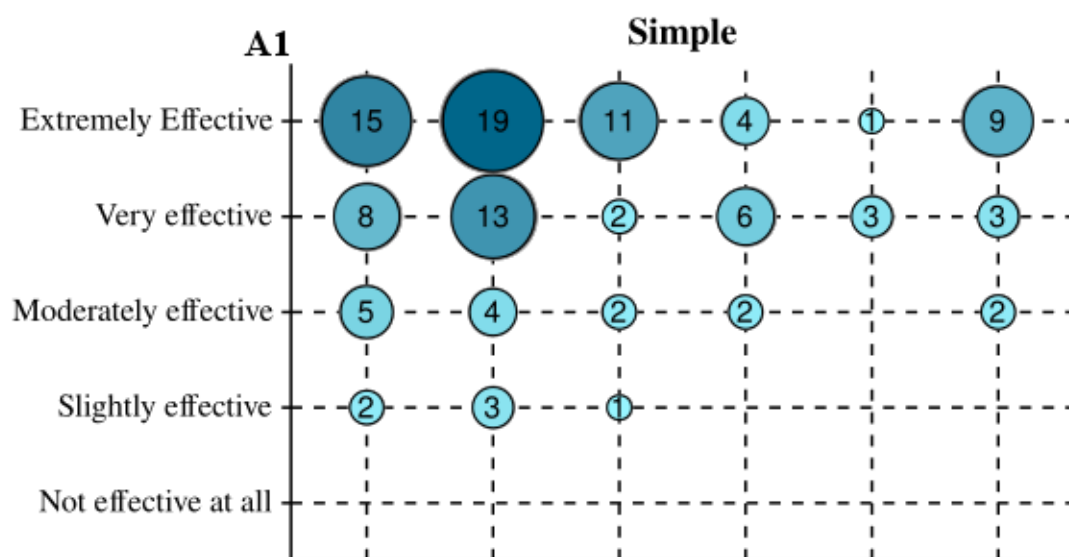 A1 Simple
Extremely Effective 15 19 11 4 1 9
Very effective 8 13 2 6 3 3
Moderately effective 5 4 2 2 2
Slightly effective 2 3 1
Not effective at all